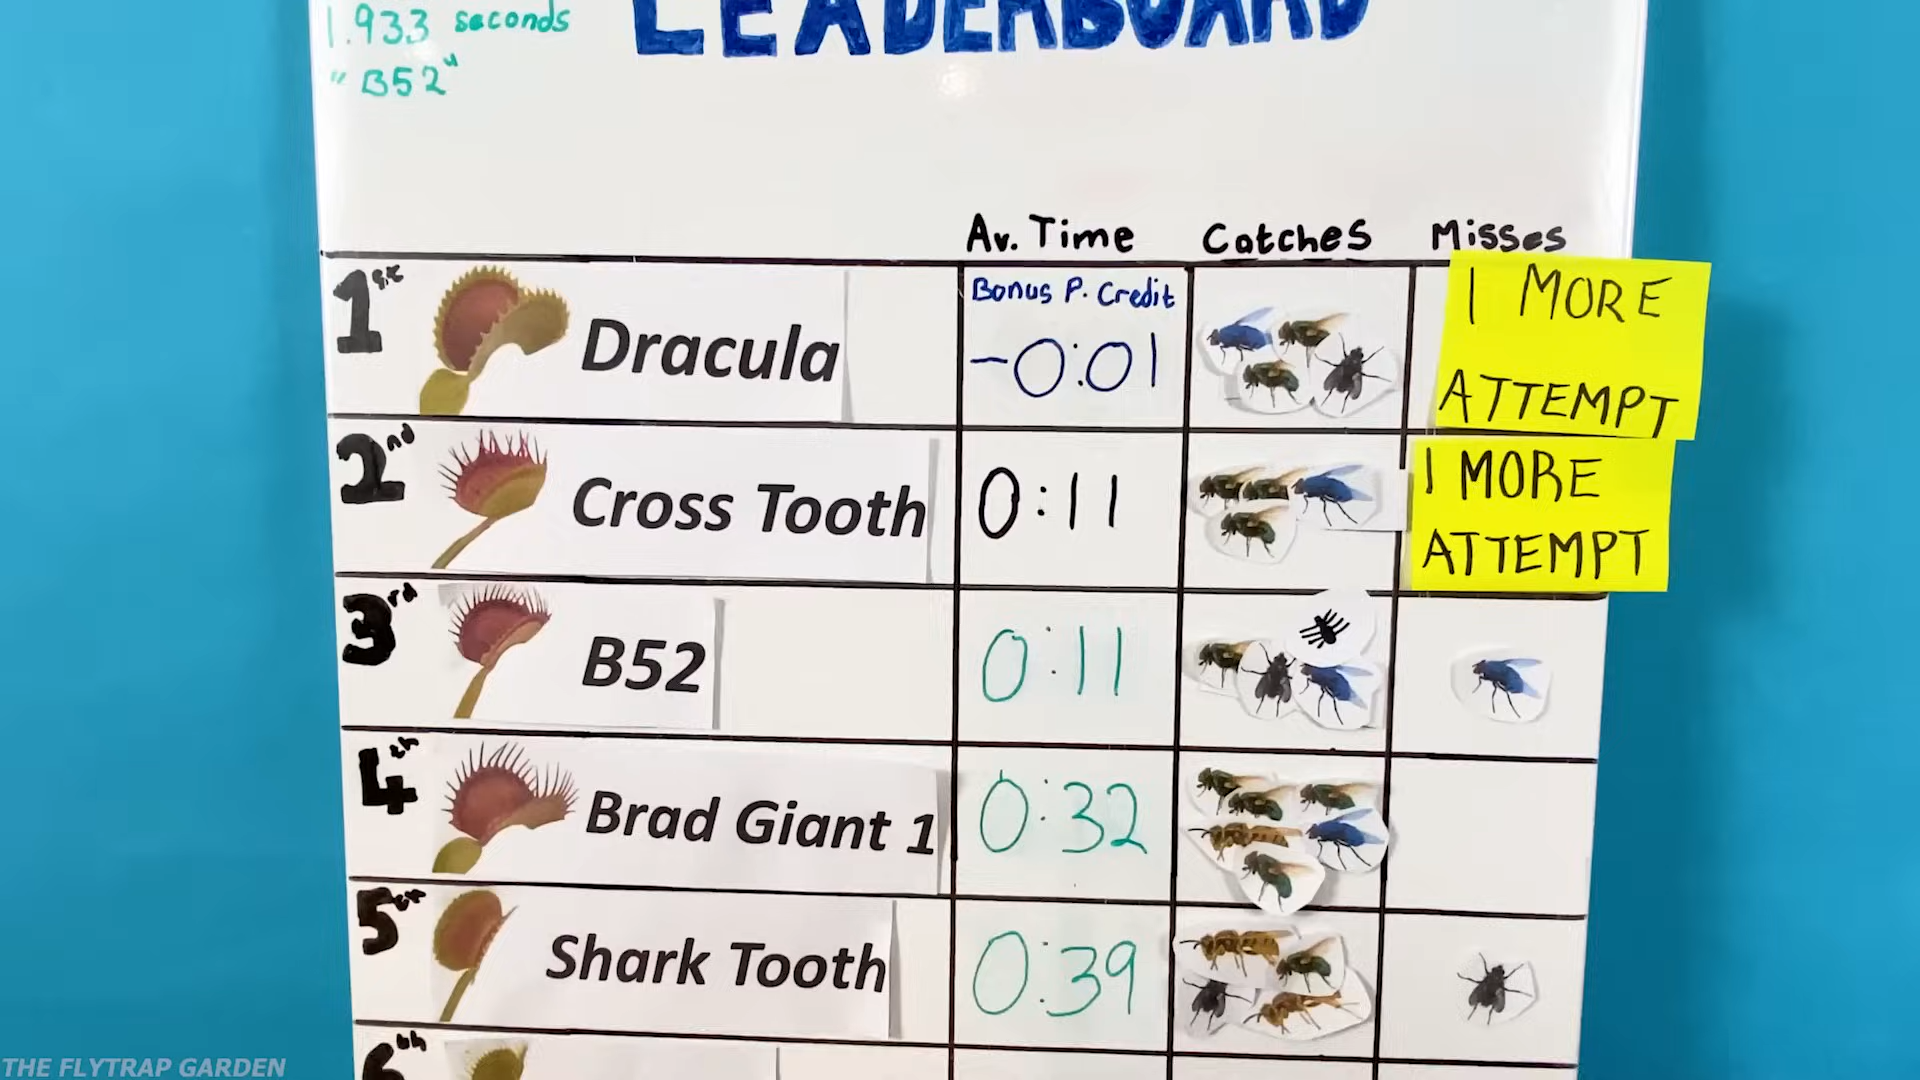 1.933 seconds
"B52"
LEADERBOARD
Av. Time Catches Misses
1st Dracula Bonus P. Credit
-0:01
1 MORE
ATTEMPT
2nd Cross Tooth 0:11
1 MORE
ATTEMPT
3rd B52 0:11
4th Brad Giant 1 0:32
5th Shark Tooth 0:39
6th
THE FLYTRAP GARDEN